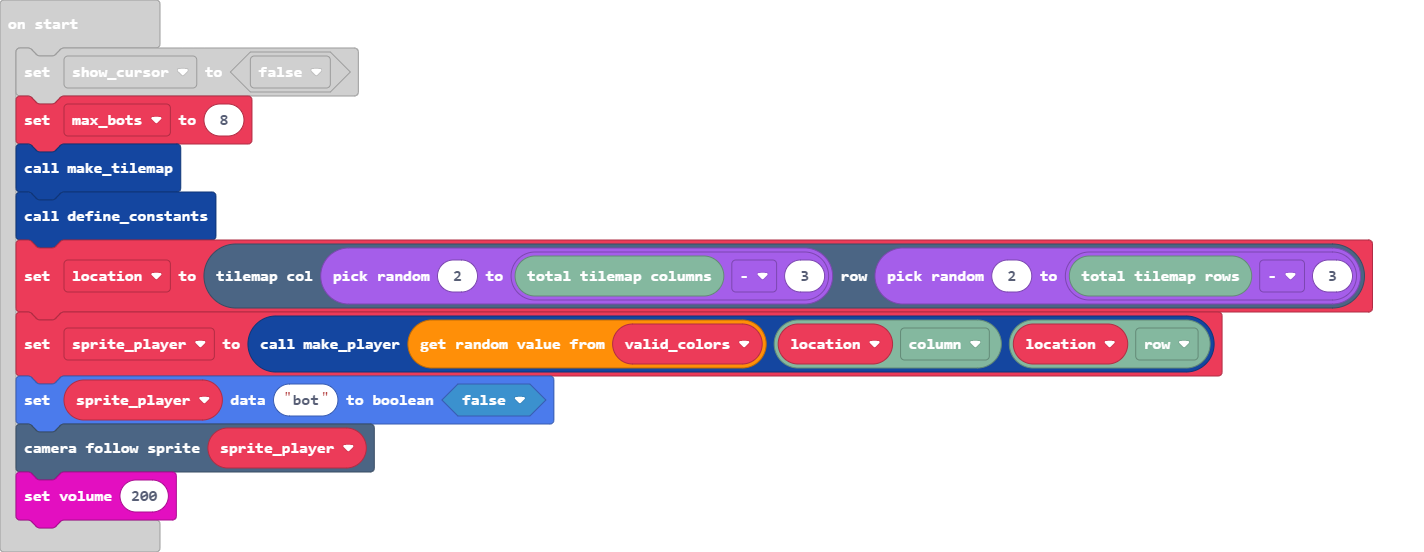 on start
set show_cursor to false
set max_bots to 8
call make_tilemap
call define_constants
set location to tilemap col pick random 2 to total tilemap columns - 3 row pick random 2 to total tilemap rows - 3
set sprite_player to call make_player get random value from valid_colors location column location row
set sprite_player data "bot" to boolean false
camera follow sprite sprite_player
set volume 200